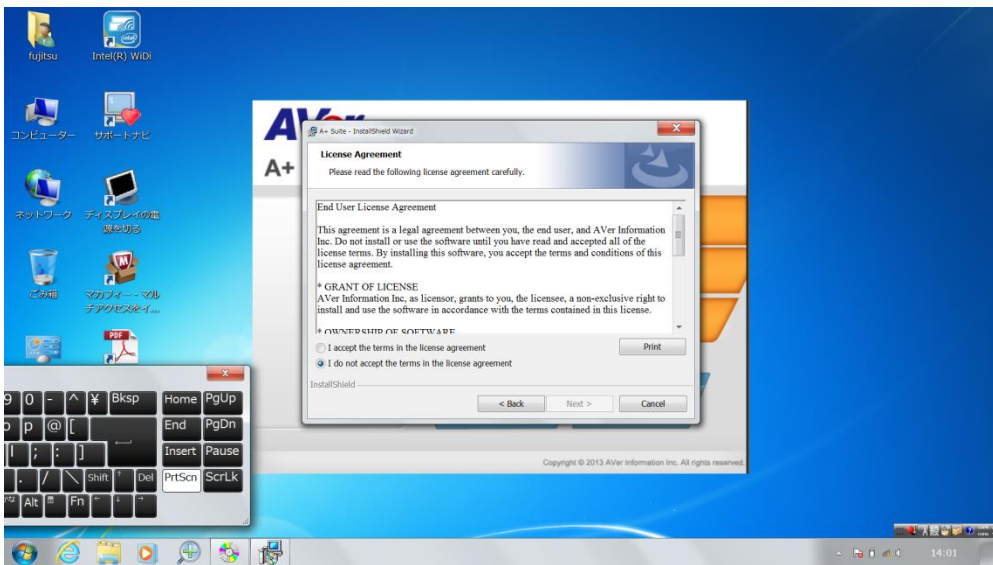 fujitsu
Intel(R) WiDi
コンピューター
サポートナビ
ネットワーク
ディスプレイの電
源を切る
ごみ箱
マカフィー・マル
チアクセスをイ...
PDF
AVer
A+
A+ Suite - InstallShield Wizard
License Agreement
Please read the following license agreement carefully.
End User License Agreement
This agreement is a legal agreement between you, the end user, and AVer Information
Inc. Do not install or use the software until you have read and accepted all of the
license terms. By installing this software, you accept the terms and conditions of this
license agreement.
* GRANT OF LICENSE
AVer Information Inc, as licensor, grants to you, the licensee, a non-exclusive right to
install and use the software in accordance with the terms contained in this license.
* OWNERSHIP OF SOFTWARE
I accept the terms in the license agreement
Print
I do not accept the terms in the license agreement
InstallShield
< Back
Next >
Cancel
Copyright © 2013 AVer Information Inc. All rights reserved.
9 0 - ^ ¥ Bksp Home PgUp
p @ [ End PgDn
; : ] Insert Pause
. / \ Shift ↑ Del PrtScn ScrLk
Alt Fn ← ↓ →
14:01